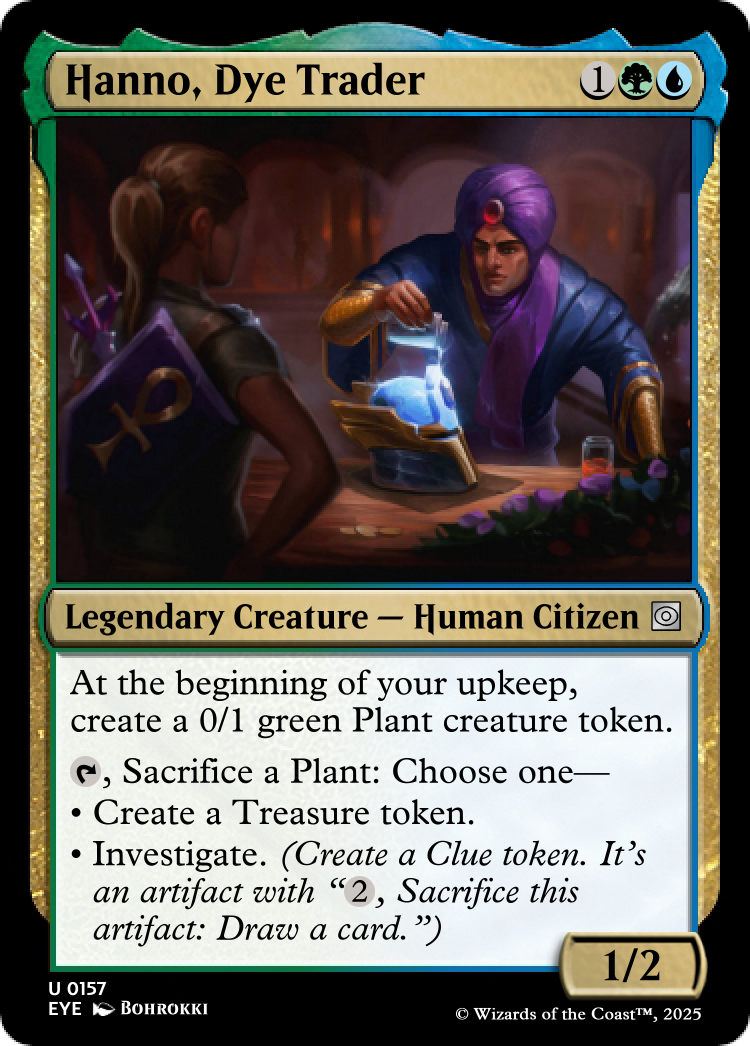 Hanno, Dye Trader 1
Legendary Creature — Human Citizen
At the beginning of your upkeep,
create a 0/1 green Plant creature token.
, Sacrifice a Plant: Choose one—
• Create a Treasure token.
• Investigate. (Create a Clue token. It's
an artifact with “2, Sacrifice this
artifact: Draw a card.”)
1/2
U 0157
EYE BOHROKKI
© Wizards of the Coast™, 2025